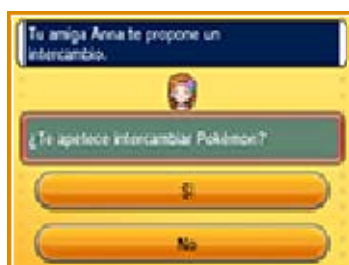 Tu amiga Anna te propone un
intercambio.
¿Te apetece intercambiar Pokémon?
Sí
No